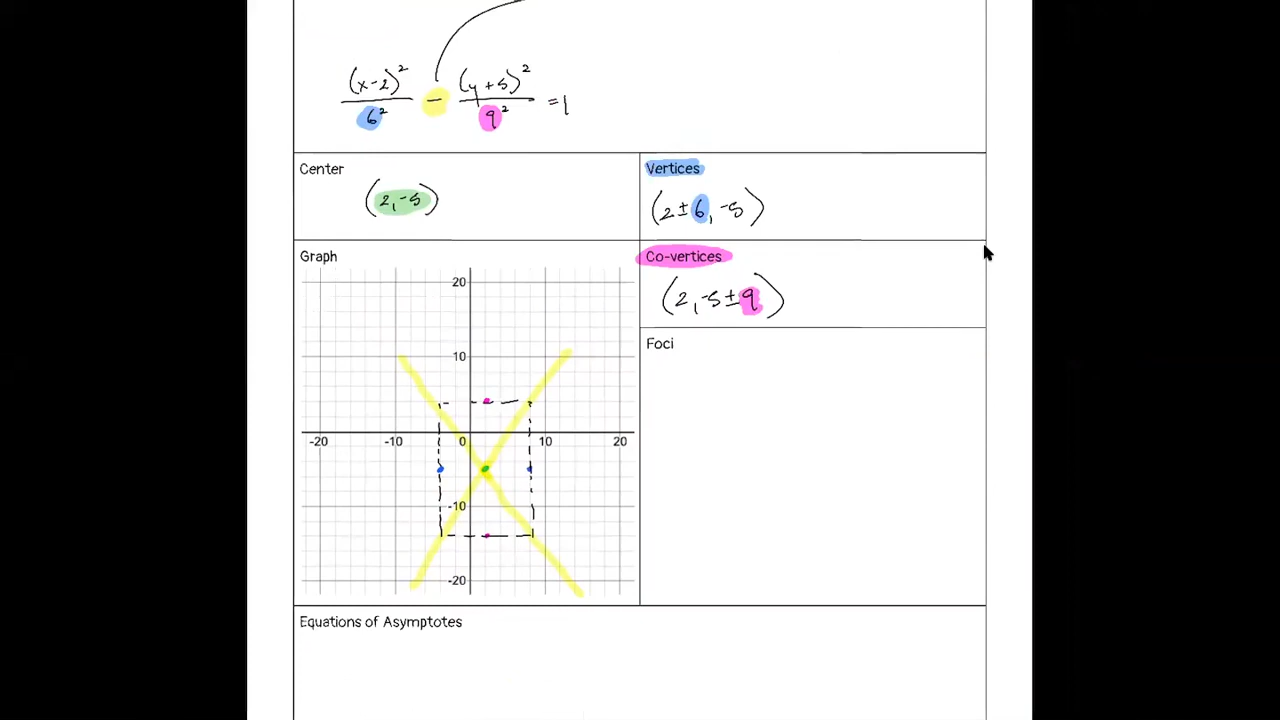 (x-2)² / 6² - (y+5)² / 9² = 1
Center
(2, -5)
Vertices
(2 ± 6, -5)
Graph
Co-vertices
(2, -5 ± 9)
20
10
-20
-10
0
10
20
-10
-20
Foci
Equations of Asymptotes